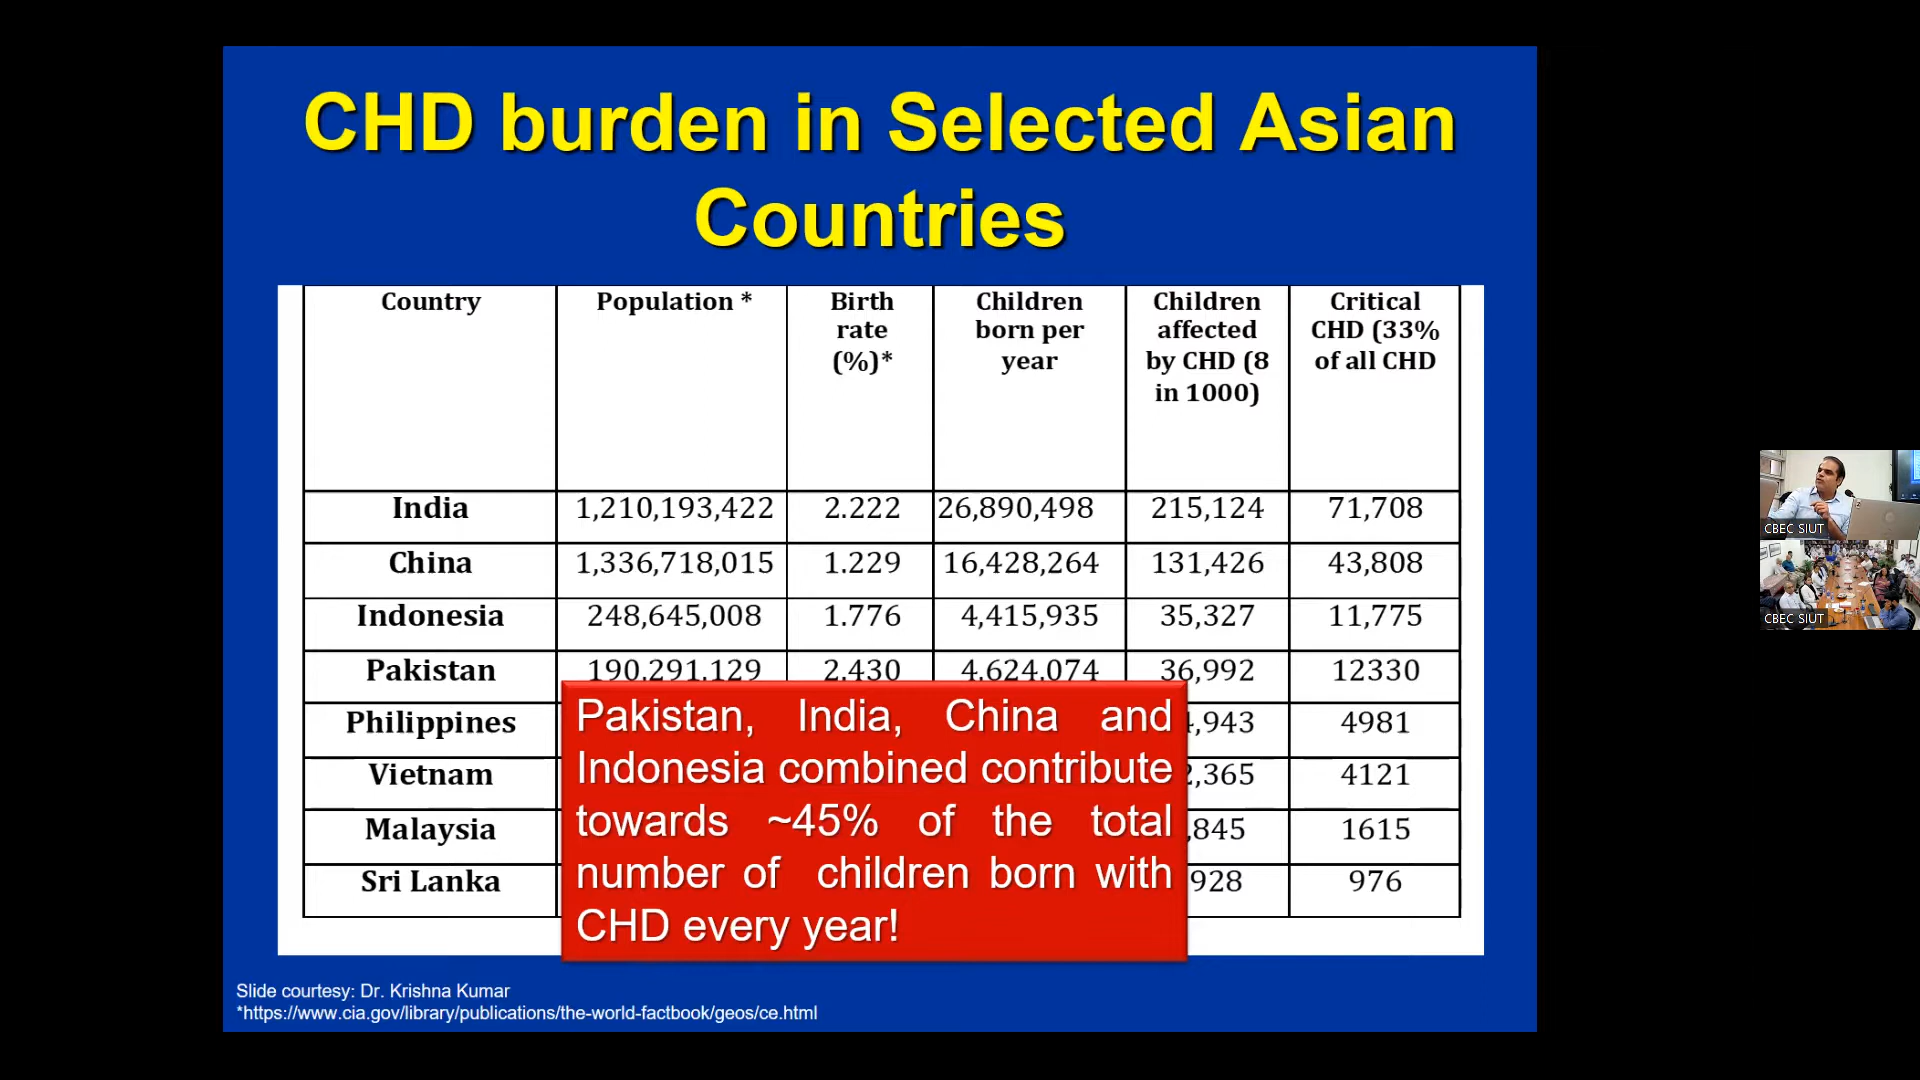 CHD burden in Selected Asian
Countries
Country Population * Birth rate (%)* Children born per year Children affected by CHD (8 in 1000) Critical CHD (33% of all CHD
India 1,210,193,422 2.222 26,890,498 215,124 71,708
China 1,336,718,015 1.229 16,428,264 131,426 43,808
Indonesia 248,645,008 1.776 4,415,935 35,327 11,775
Pakistan 190,291,129 2.430 4,624,074 36,992 12330
Philippines ,943 4981
Vietnam ,365 4121
Malaysia ,845 1615
Sri Lanka 928 976
Pakistan, India, China and
Indonesia combined contribute
towards ~45% of the total
number of children born with
CHD every year!
Slide courtesy: Dr. Krishna Kumar
*https://www.cia.gov/library/publications/the-world-factbook/geos/ce.html
CBEC SIUT
CBEC SIUT